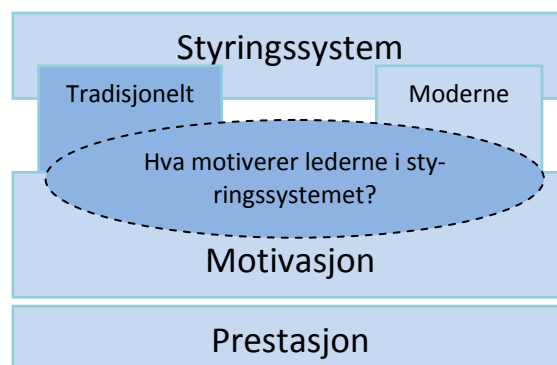 Styringssystem
Tradisjonelt
Moderne
Hva motiverer lederne i sty-
ringssystemet?
Motivasjon
Prestasjon